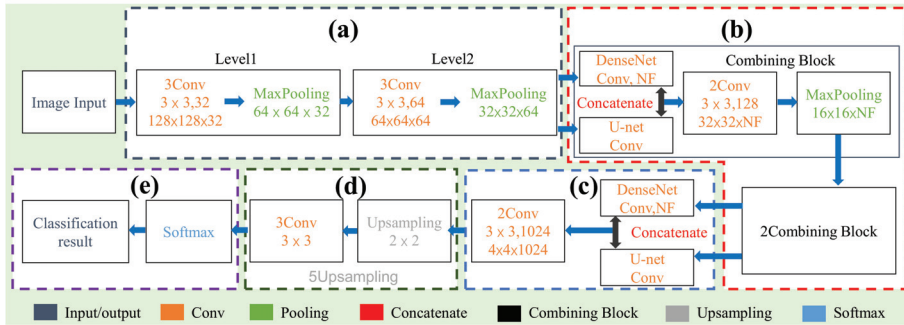 (a)
(b)
Level1
Level2
Combining Block
Image Input
3Conv
3 x 3,32
128x128x32
MaxPooling
64 x 64 x 32
3Conv
3 x 3,64
64x64x64
MaxPooling
32x32x64
DenseNet
Conv, NF
Concatenate
U-net
Conv
2Conv
3 x 3,128
32x32xNF
MaxPooling
16x16xNF
(e)
(d)
(c)
Classification
result
Softmax
3Conv
3 x 3
Upsampling
2 x 2
5Upsampling
2Conv
3 x 3,1024
4x4x1024
DenseNet
Conv,NF
Concatenate
U-net
Conv
2Combining Block
Input/output
Conv
Pooling
Concatenate
Combining Block
Upsampling
Softmax